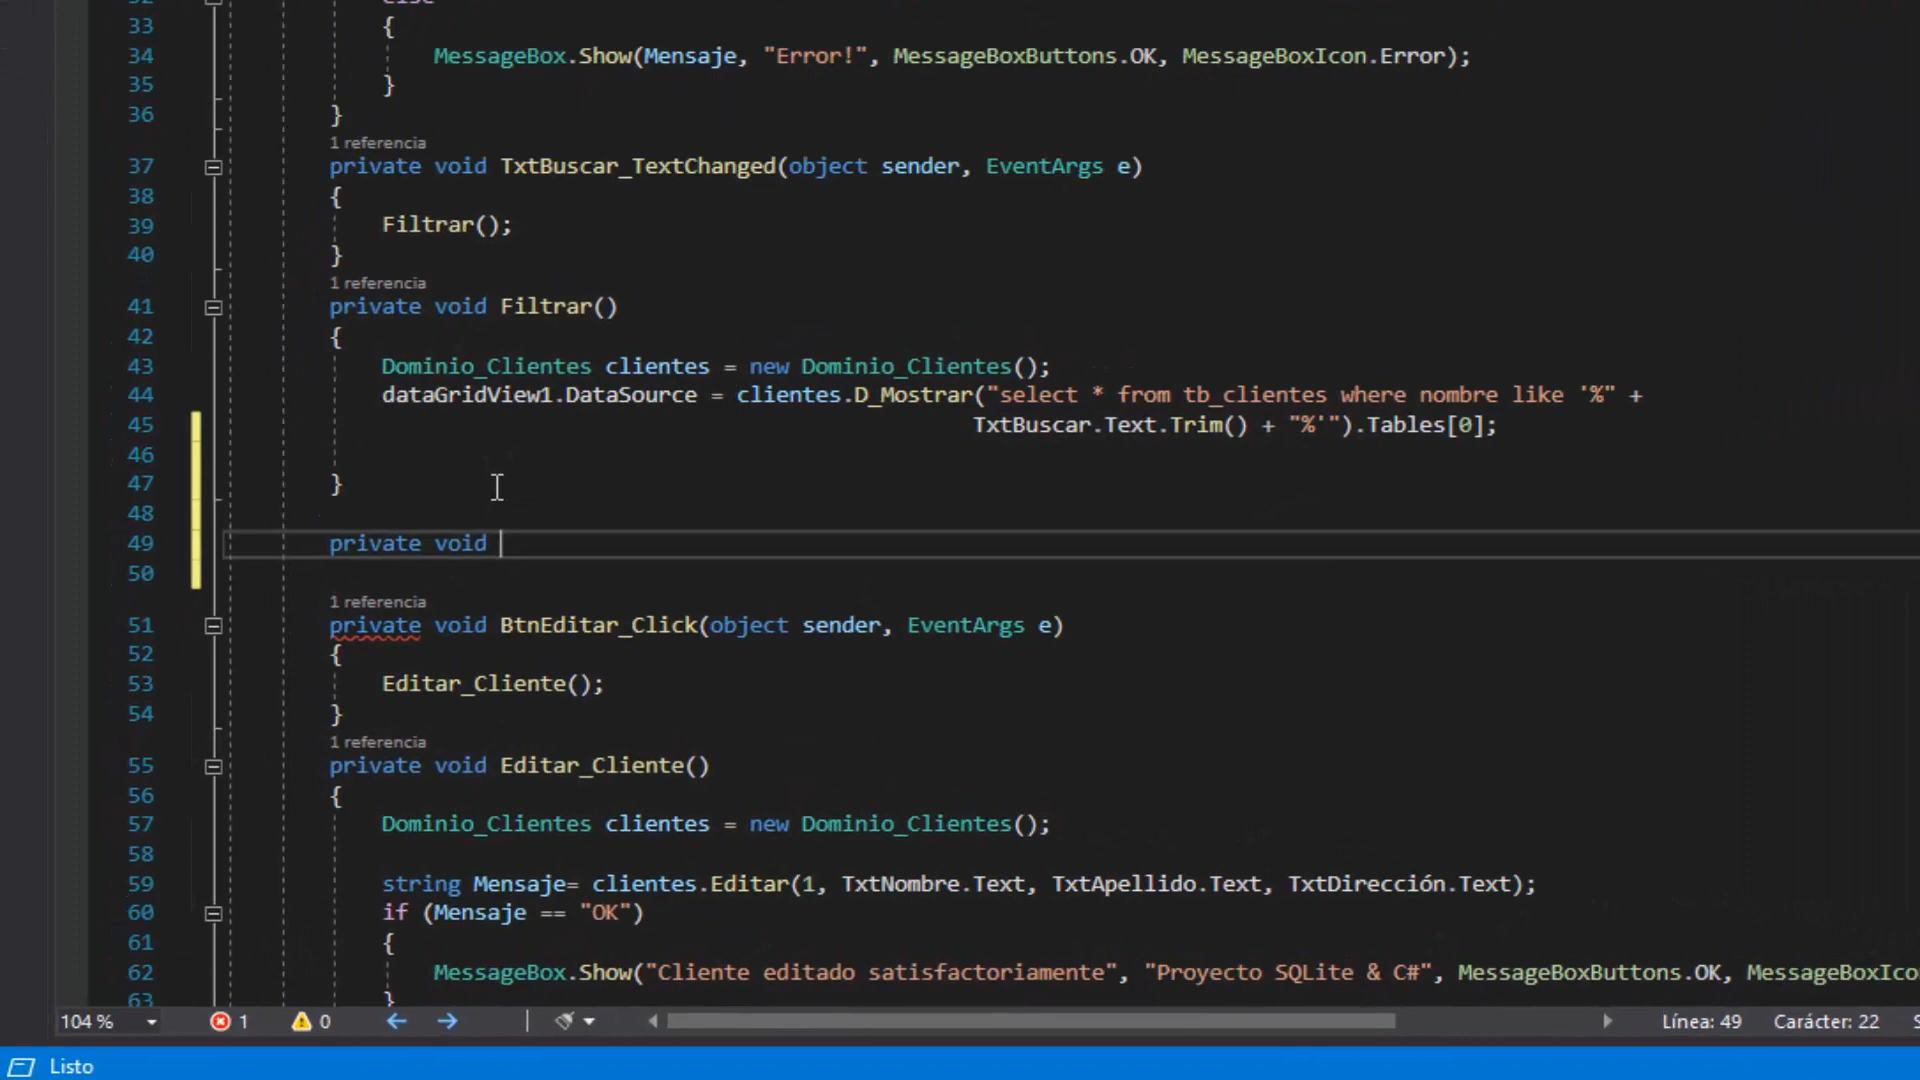 32 else
33 {
34 MessageBox.Show(Mensaje, "Error!", MessageBoxButtons.OK, MessageBoxIcon.Error);
35 }
36 }
1 referencia
37 private void TxtBuscar_TextChanged(object sender, EventArgs e)
38 {
39 Filtrar();
40 }
1 referencia
41 private void Filtrar()
42 {
43 Dominio_Clientes clientes = new Dominio_Clientes();
44 dataGridView1.DataSource = clientes.D_Mostrar("select * from tb_clientes where nombre like '%" +
45 TxtBuscar.Text.Trim() + "%'").Tables[0];
46
47 }
48
49 private void
50
1 referencia
51 private void BtnEditar_Click(object sender, EventArgs e)
52 {
53 Editar_Cliente();
54 }
1 referencia
55 private void Editar_Cliente()
56 {
57 Dominio_Clientes clientes = new Dominio_Clientes();
58
59 string Mensaje= clientes.Editar(1, TxtNombre.Text, TxtApellido.Text, TxtDirección.Text);
60 if (Mensaje == "OK")
61 {
62 MessageBox.Show("Cliente editado satisfactoriamente", "Proyecto SQLite & C#", MessageBoxButtons.OK, MessageBoxIco
63 }
104 % 1 0 Línea: 49 Carácter: 22 S
Listo